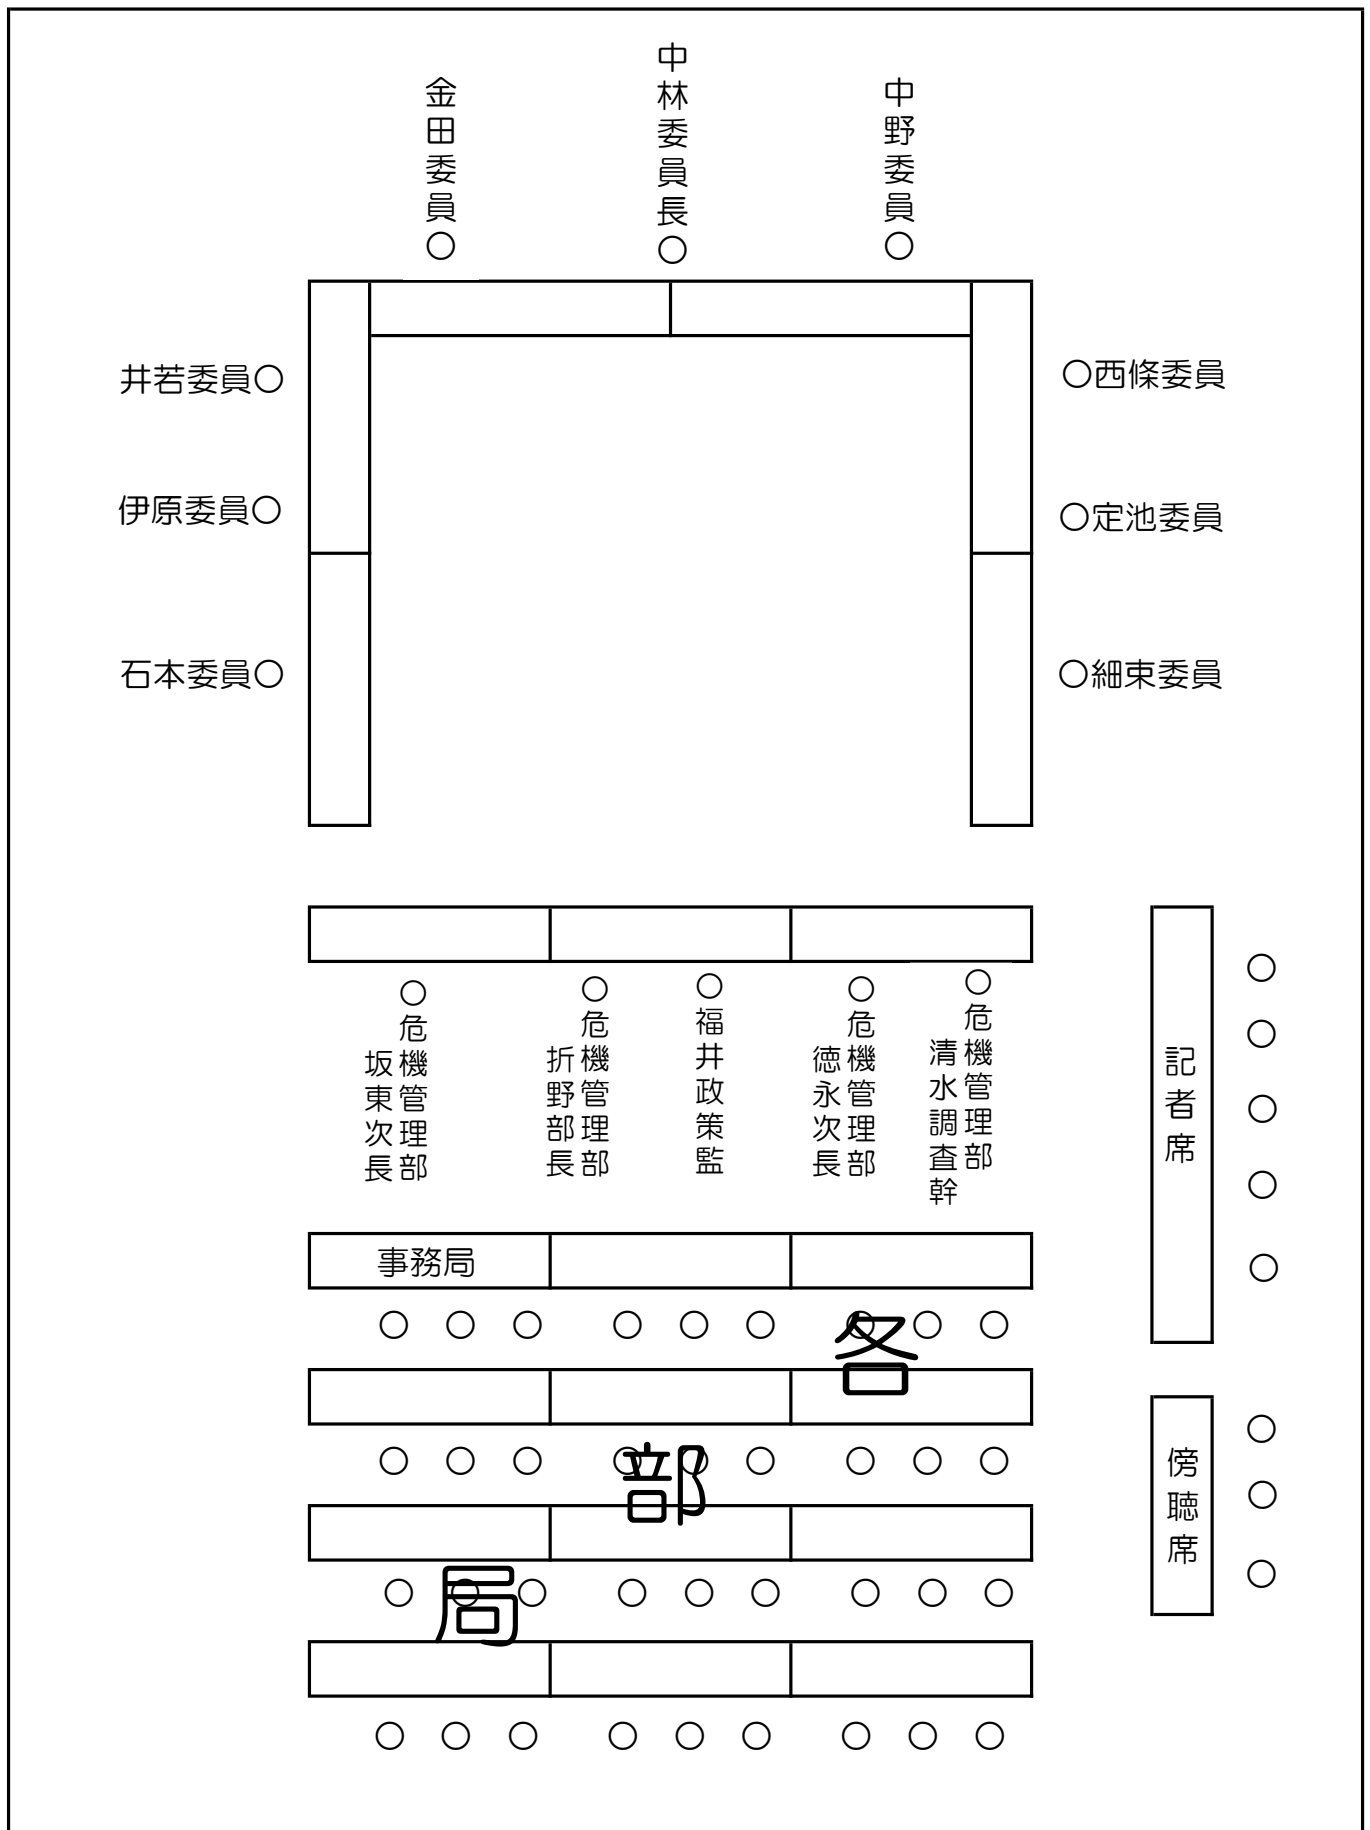 金田委員○
中林委員長○
中野委員○
井若委員○
○西條委員
伊原委員○
○定池委員
石本委員○
○細束委員
○危機管理部
坂東次長
○危機管理部
折野部長
○福井政策監
○危機管理部
徳永次長
○危機管理部
清水調査幹
記者席
事務局
各部局
傍聴席